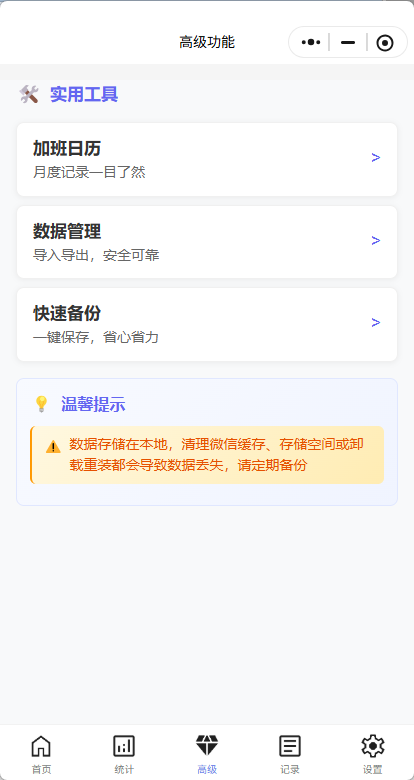 高级功能
实用工具
加班日历
月度记录一目了然
>
数据管理
导入导出，安全可靠
>
快速备份
一键保存，省心省力
>
温馨提示
数据存储在本地，清理微信缓存、存储空间或卸
载重装都会导致数据丢失，请定期备份
首页
统计
高级
记录
设置